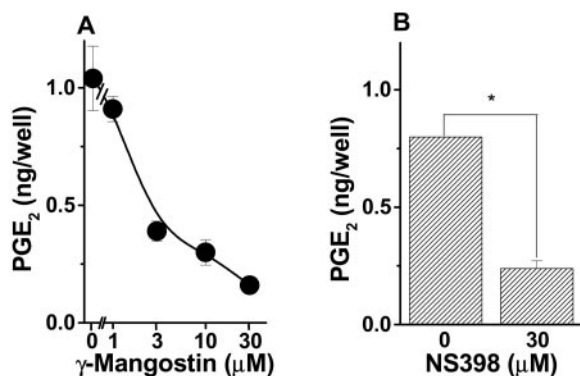 A
PGE2 (ng/well)
1.0
0.5
0.0
0 1 3 10 30
γ-Mangostin (μM)
B
*
PGE2 (ng/well)
1.0
0.5
0.0
0 30
NS398 (μM)